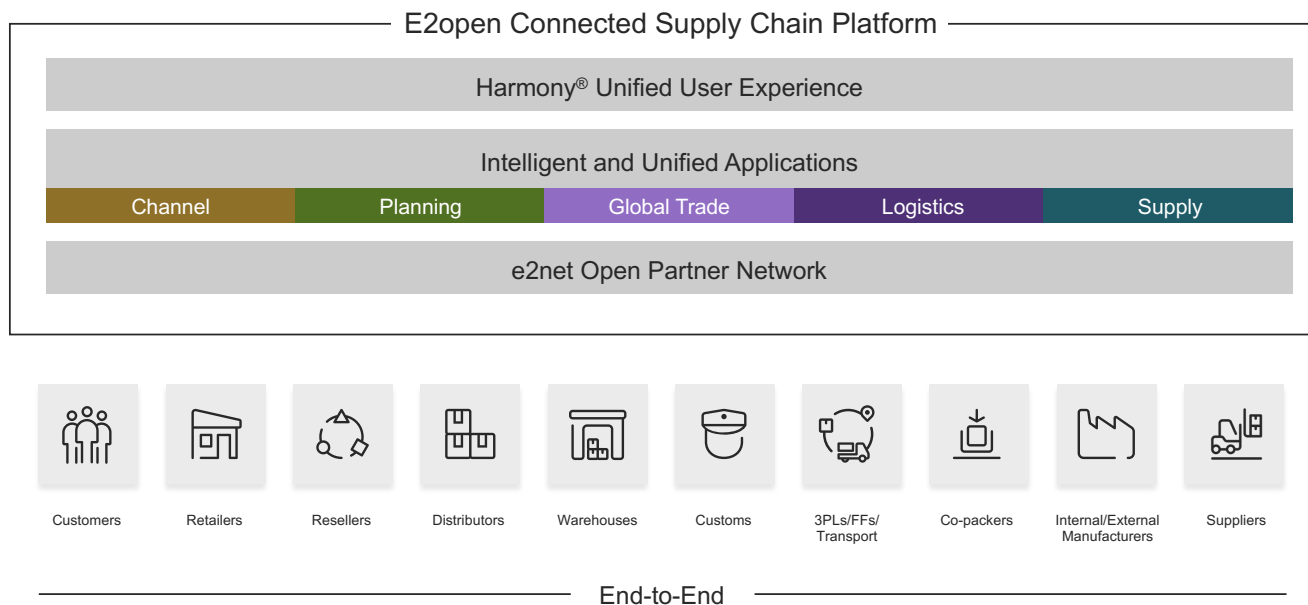 E2open Connected Supply Chain Platform
Harmony® Unified User Experience
Intelligent and Unified Applications
Channel Planning Global Trade Logistics Supply
e2net Open Partner Network
Customers Retailers Resellers Distributors Warehouses Customs 3PLs/FFs/ Co-packers Internal/External Suppliers
Transport Manufacturers
End-to-End